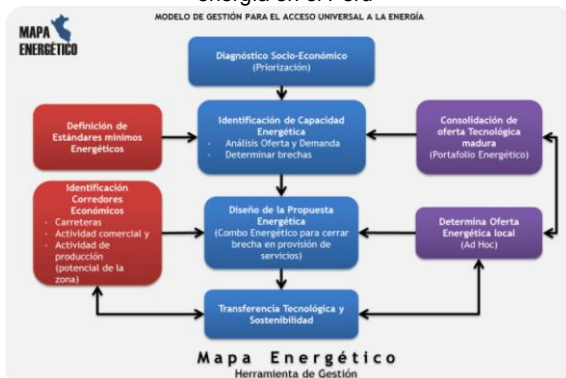 energía en el Perú
MODELO DE GESTIÓN PARA EL ACCESO UNIVERSAL A LA ENERGÍA
MAPA
ENERGÉTICO
Diagnóstico Socio-Económico
(Priorización)
Definición de
Estándares mínimos
Energéticos
Identificación de Capacidad
Energética
- Análisis Oferta y Demanda
- Determinar brechas
Consolidación de
oferta Tecnológica
madura
(Portafolio Energético)
Identificación
Corredores
Económicos
- Carreteras
- Actividad comercial y
- Actividad de
producción
(potencial de la
zona)
Diseño de la Propuesta
Energética
(Combo Energético para cerrar
brecha en provisión de
servicios)
Determina Oferta
Energética local
(Ad Hoc)
Transferencia Tecnológica y
Sostenibilidad
Mapa Energético
Herramienta de Gestión